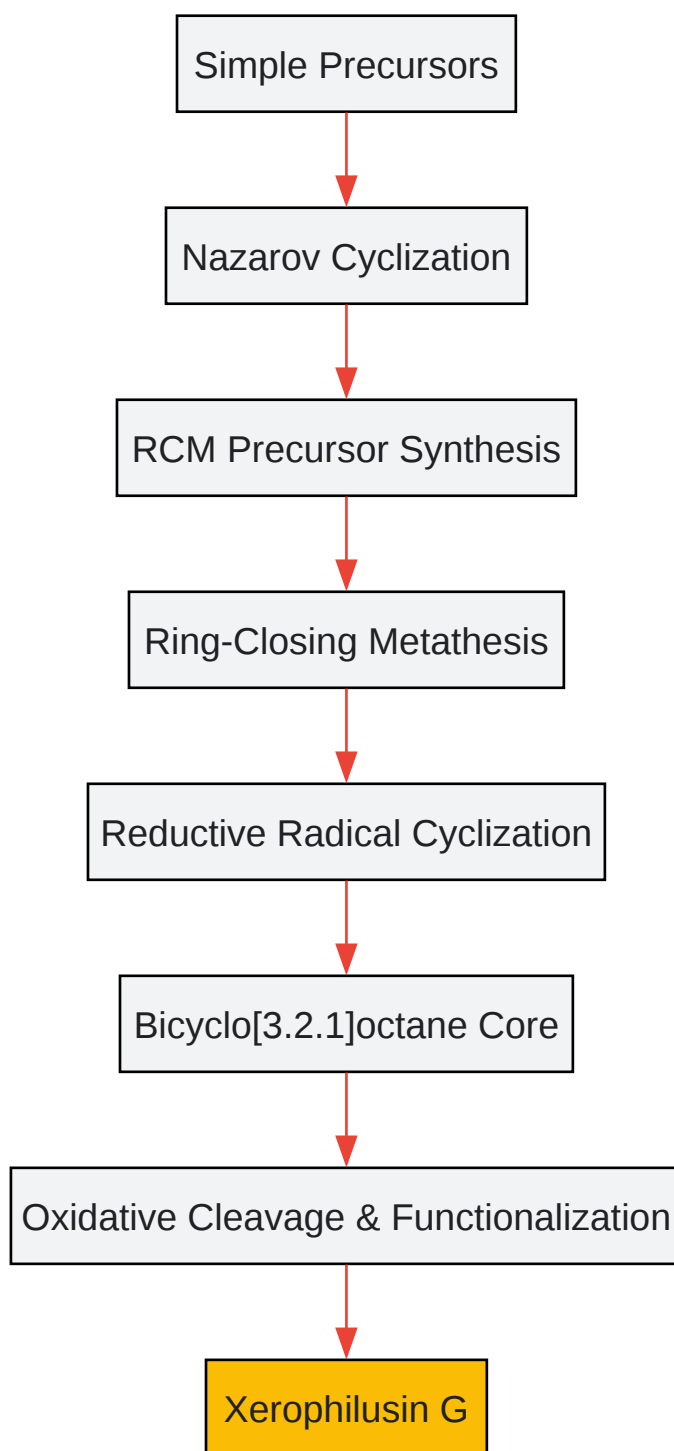 Simple Precursors
Nazarov Cyclization
RCM Precursor Synthesis
Ring-Closing Metathesis
Reductive Radical Cyclization
Bicyclo[3.2.1]octane Core
Oxidative Cleavage & Functionalization
Xerophilusin G